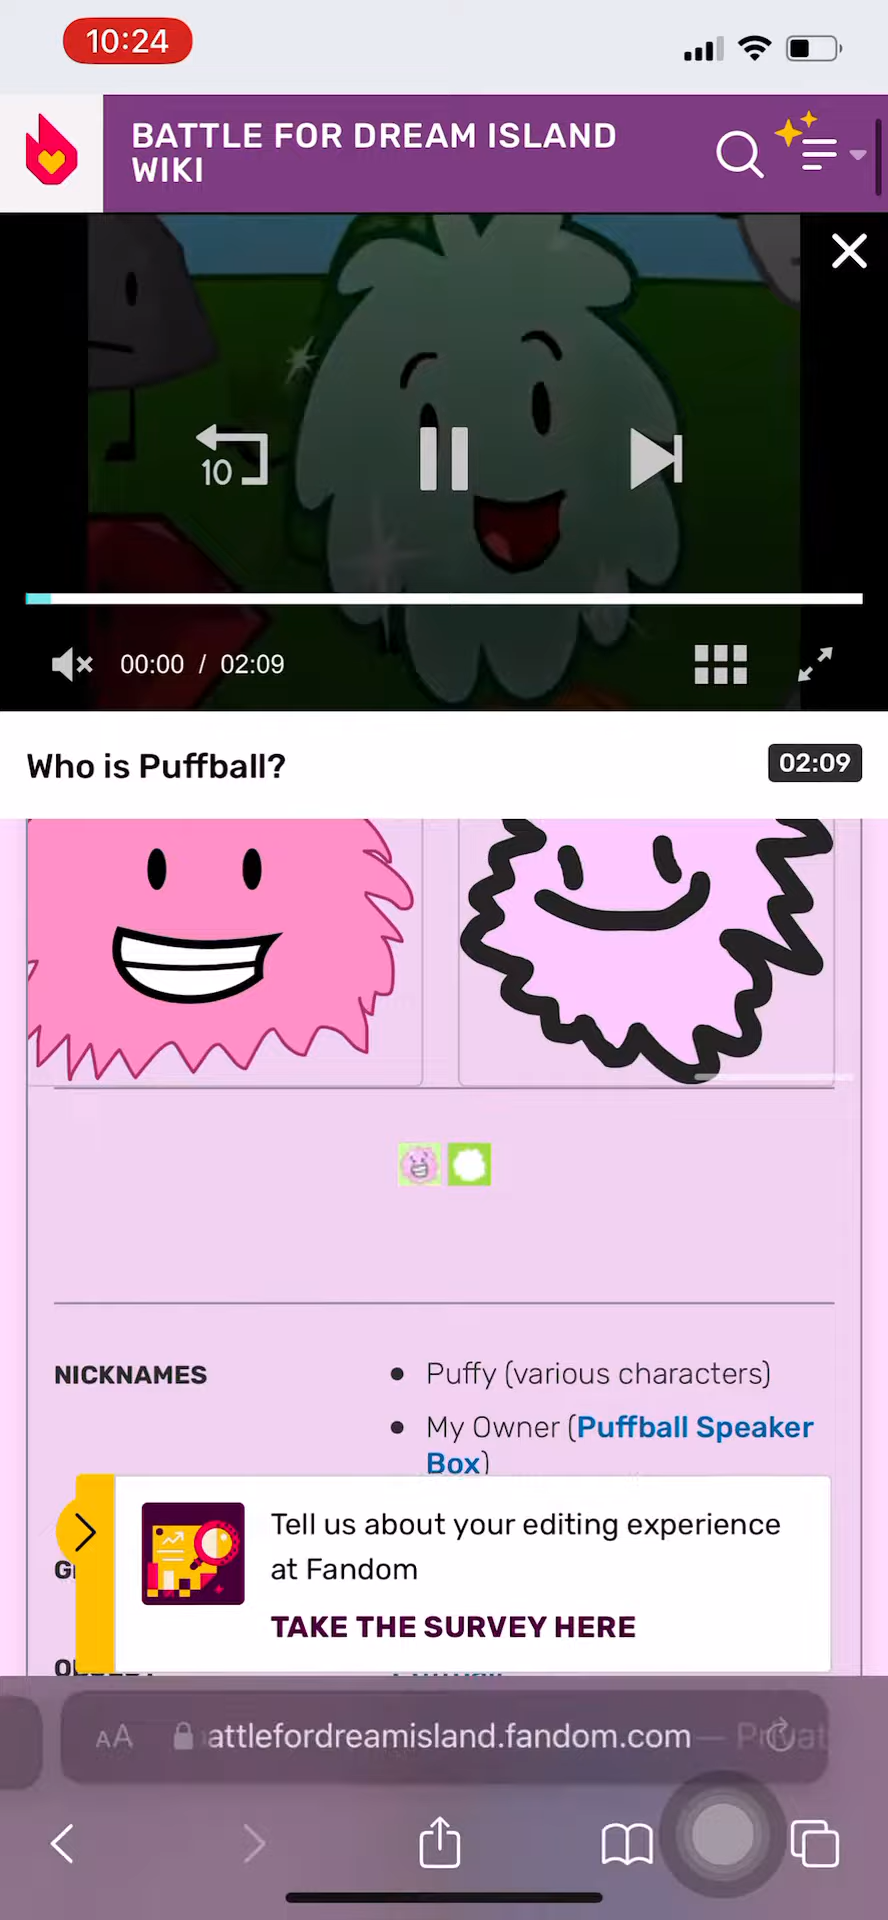 10:24
BATTLE FOR DREAM ISLAND
WIKI
10
00:00 / 02:09
Who is Puffball?
02:09
NICKNAMES
• Puffy (various characters)
• My Owner (Puffball Speaker
Box)
Tell us about your editing experience
at Fandom
TAKE THE SURVEY HERE
AA
attlefordreamisland.fandom.com